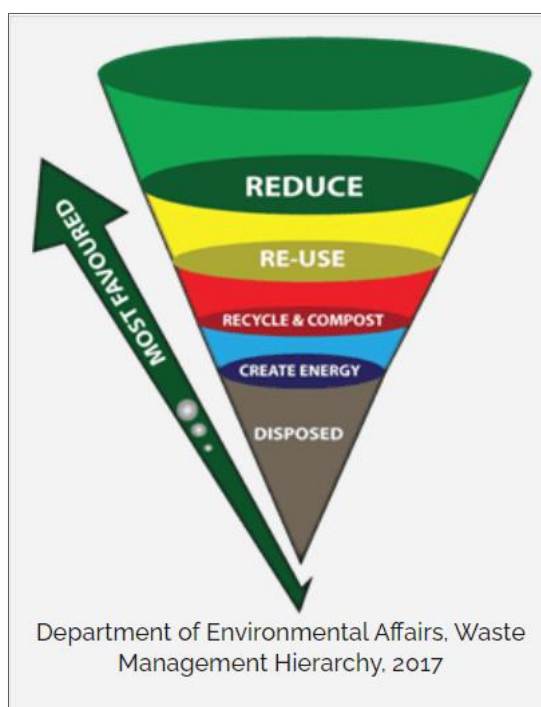 REDUCE
RE-USE
RECYCLE & COMPOST
CREATE ENERGY
DISPOSED
MOST FAVOURED
Department of Environmental Affairs, Waste
Management Hierarchy, 2017